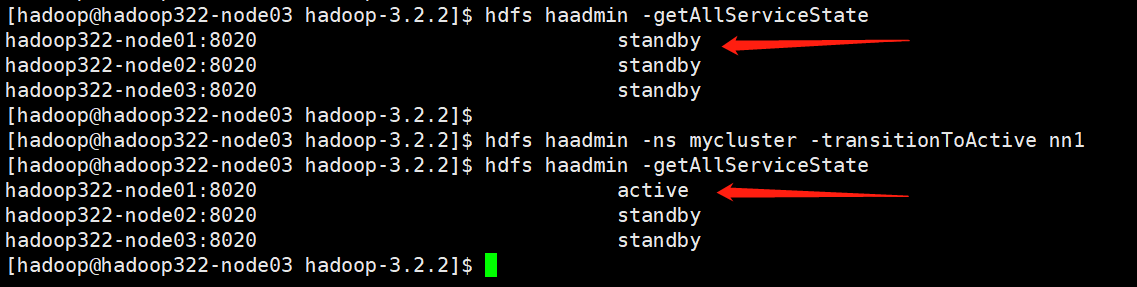 [hadoop@hadoop322-node03 hadoop-3.2.2]$ hdfs haadmin -getAllServiceState
hadoop322-node01:8020                              standby
hadoop322-node02:8020                              standby
hadoop322-node03:8020                              standby
[hadoop@hadoop322-node03 hadoop-3.2.2]$
[hadoop@hadoop322-node03 hadoop-3.2.2]$ hdfs haadmin -ns mycluster -transitionToActive nn1
[hadoop@hadoop322-node03 hadoop-3.2.2]$ hdfs haadmin -getAllServiceState
hadoop322-node01:8020                              active
hadoop322-node02:8020                              standby
hadoop322-node03:8020                              standby
[hadoop@hadoop322-node03 hadoop-3.2.2]$